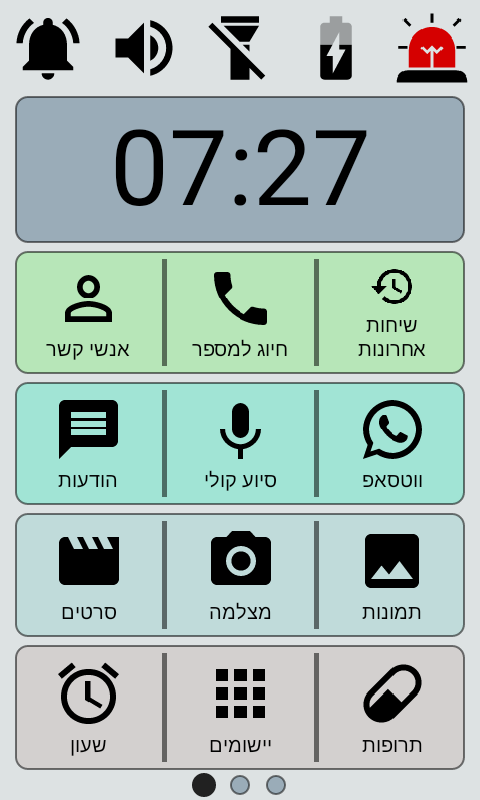 07:27
שיחות
אחרונות
חיוג למספר
אנשי קשר
ווטסאפ
סיוע קולי
הודעות
תמונות
מצלמה
סרטים
תרופות
יישומים
שעון